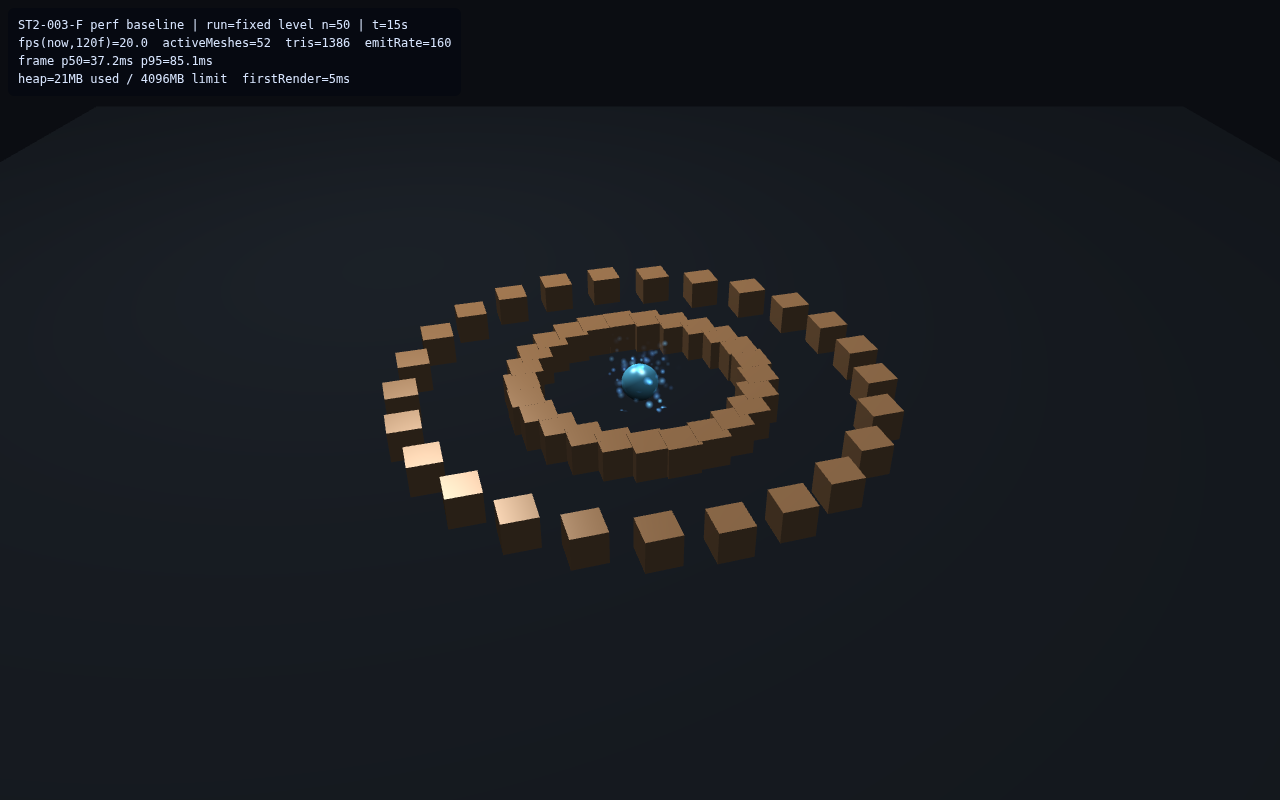 ST2-003-F perf baseline | run=fixed level n=50 | t=15s
fps(now,120f)=20.0  activeMeshes=52  tris=1386  emitRate=160
frame p50=37.2ms p95=85.1ms
heap=21MB used / 4096MB limit  firstRender=5ms